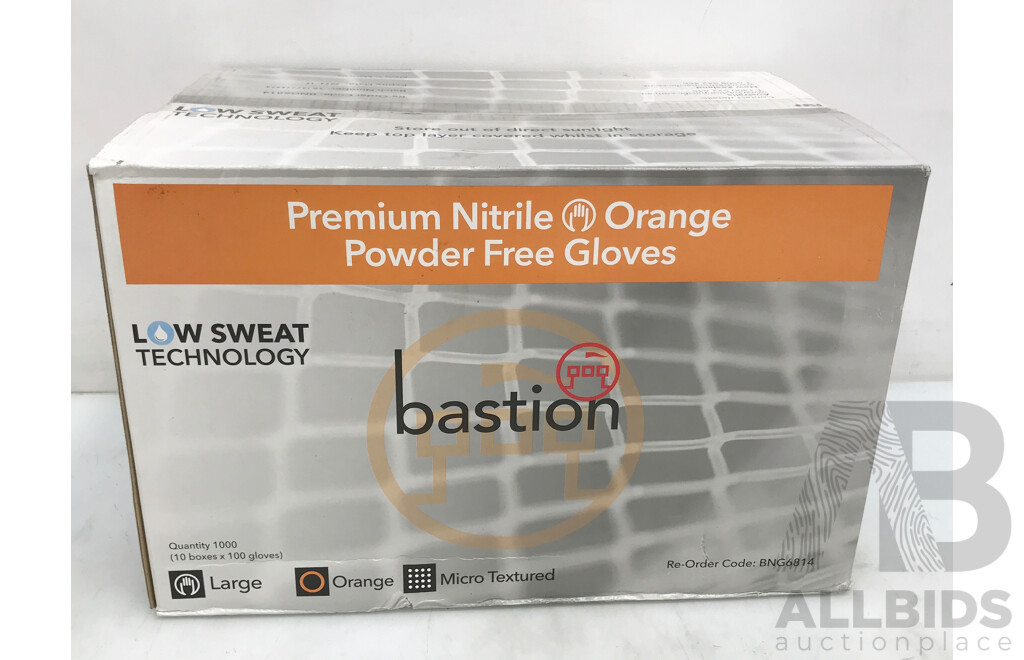 LOW SWEAT
TECHNOLOGY
Store out of direct sunlight
Keep top layer covered whilst in storage
Premium Nitrile Orange
Powder Free Gloves
LOW SWEAT
TECHNOLOGY
bastion
Quantity 1000
(10 boxes x 100 gloves)
Large Orange Micro Textured
Re-Order Code: BNG6814
AB
ALLBIDS
auctionplace